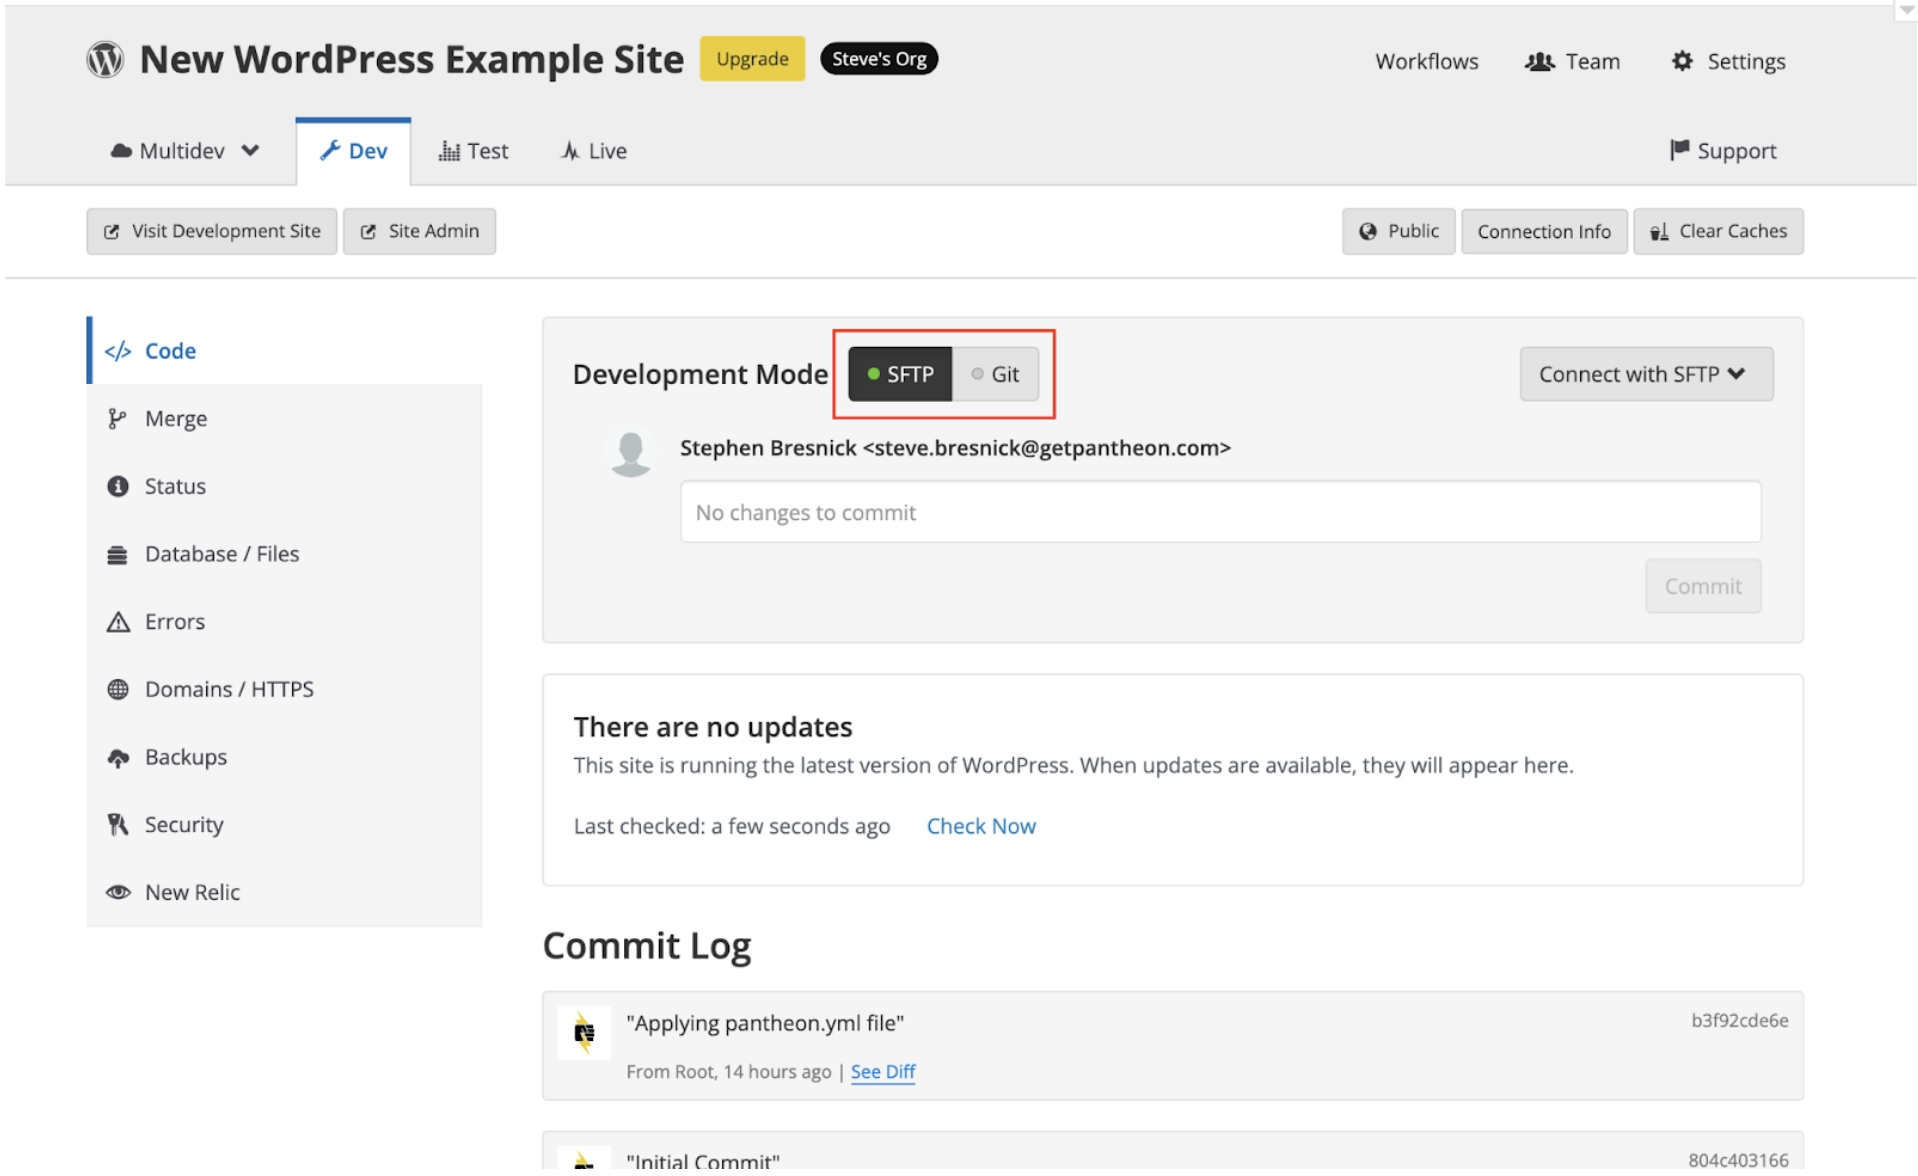 New WordPress Example Site Upgrade Steve's Org Workflows Team Settings
Multidev Dev Test Live Support
Visit Development Site Site Admin Public Connection Info Clear Caches
Code
Merge
Status
Database / Files
Errors
Domains / HTTPS
Backups
Security
New Relic
Development Mode SFTP Git Connect with SFTP
Stephen Bresnick <steve.bresnick@getpantheon.com>
No changes to commit
Commit
There are no updates
This site is running the latest version of WordPress. When updates are available, they will appear here.
Last checked: a few seconds ago Check Now
Commit Log
"Applying pantheon.yml file" b3f92cde6e
From Root, 14 hours ago | See Diff
"Initial Commit" 804c403166